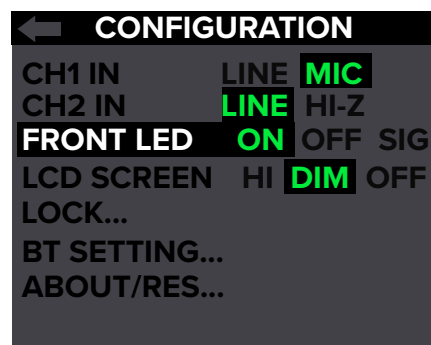 CONFIGURATION
CH1 IN LINE MIC
CH2 IN LINE HI-Z
FRONT LED ON OFF SIG
LCD SCREEN HI DIM OFF
LOCK...
BT SETTING...
ABOUT/RES...